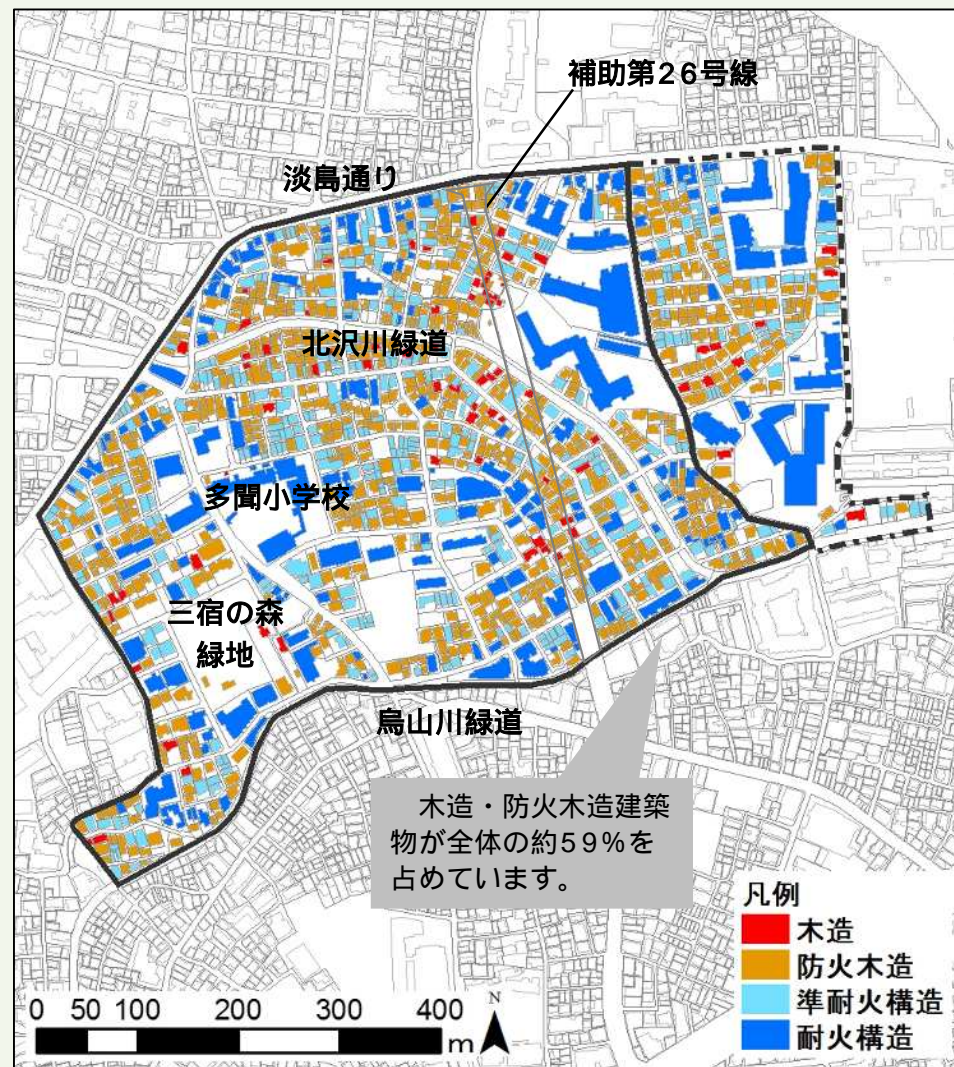 補助第26号線
淡島通り
北沢川緑道
多聞小学校
三宿の森
緑地
烏山川緑道
木造・防火木造建築
物が全体の約59%を
占めています。
凡例
木造
防火木造
準耐火構造
耐火構造
0 50 100 200 300 400
m
N